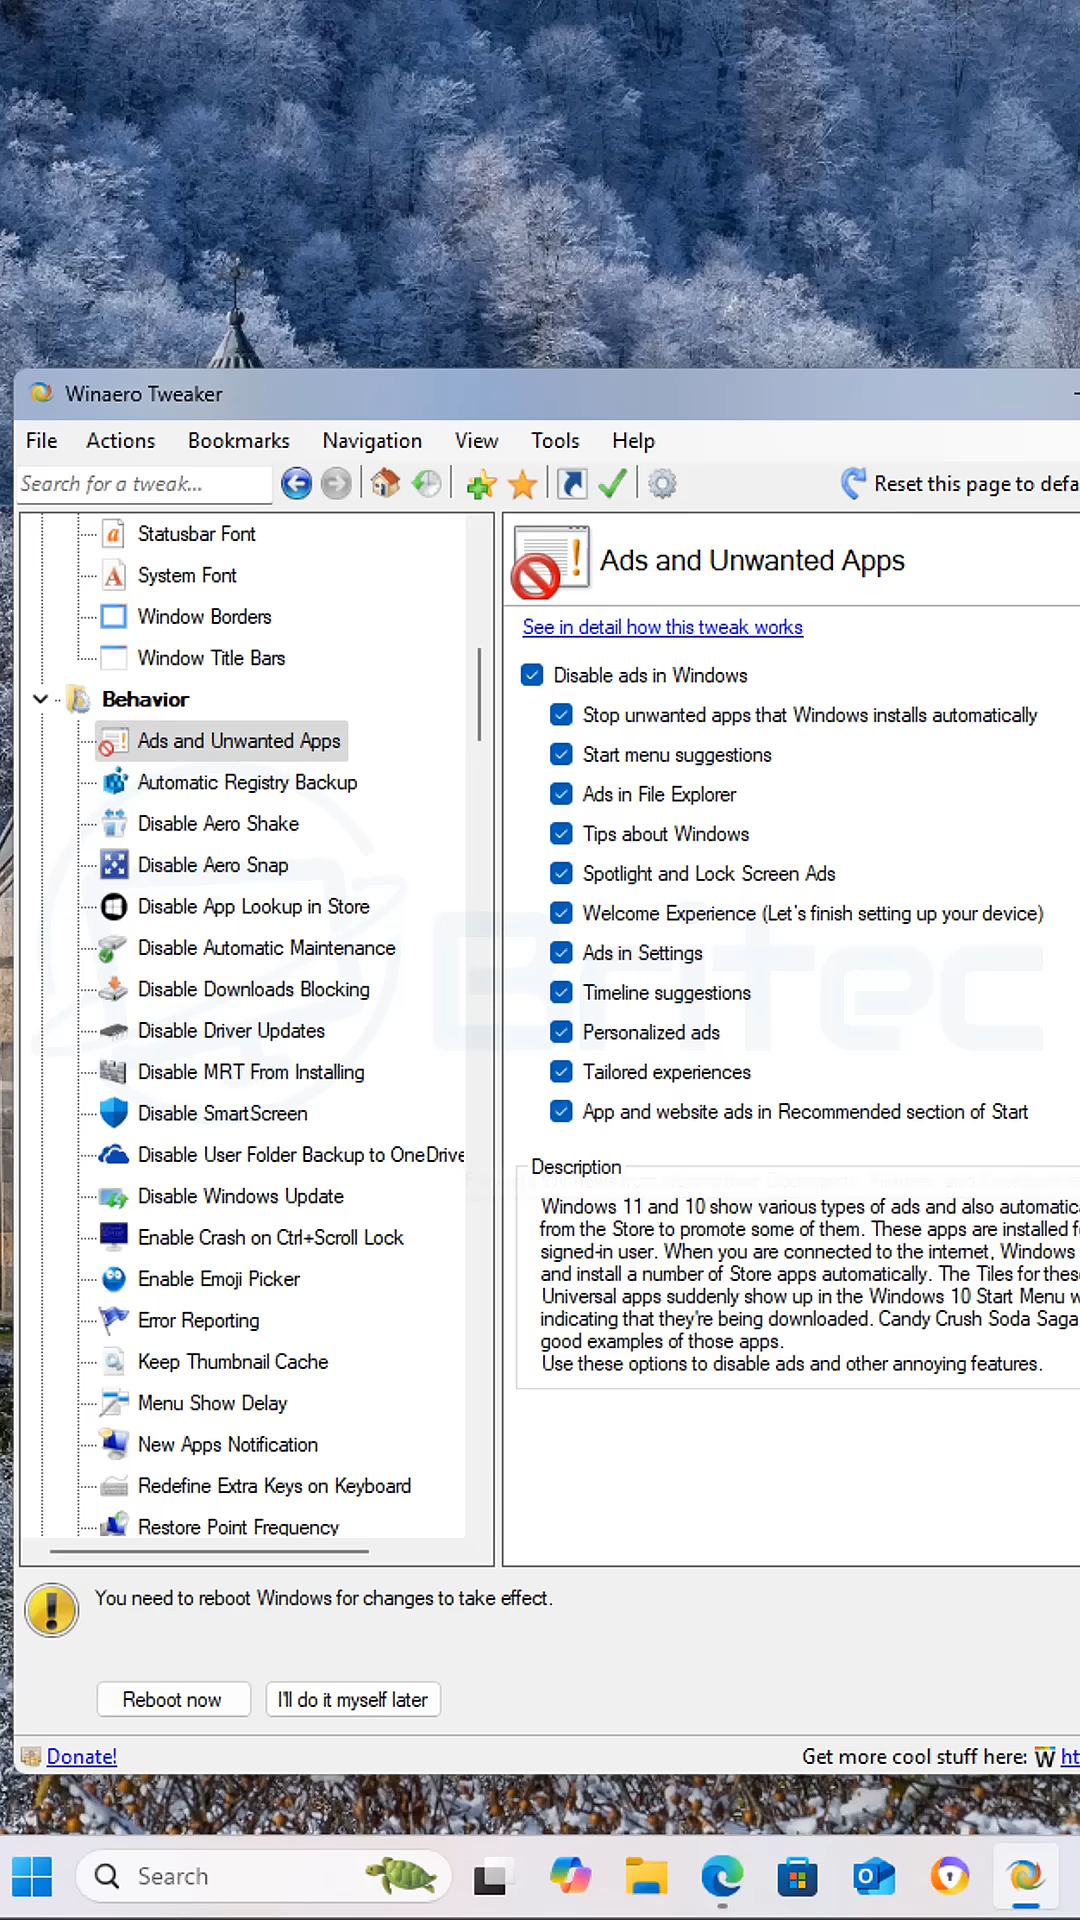 Winaero Tweaker
File Actions Bookmarks Navigation View Tools Help
Search for a tweak...
Reset this page to defa
Statusbar Font
System Font
Window Borders
Window Title Bars
Behavior
Ads and Unwanted Apps
Automatic Registry Backup
Disable Aero Shake
Disable Aero Snap
Disable App Lookup in Store
Disable Automatic Maintenance
Disable Downloads Blocking
Disable Driver Updates
Disable MRT From Installing
Disable SmartScreen
Disable User Folder Backup to OneDrive
Disable Windows Update
Enable Crash on Ctrl+Scroll Lock
Enable Emoji Picker
Error Reporting
Keep Thumbnail Cache
Menu Show Delay
New Apps Notification
Redefine Extra Keys on Keyboard
Restore Point Frequency
Ads and Unwanted Apps
See in detail how this tweak works
Disable ads in Windows
Stop unwanted apps that Windows installs automatically
Start menu suggestions
Ads in File Explorer
Tips about Windows
Spotlight and Lock Screen Ads
Welcome Experience (Let's finish setting up your device)
Ads in Settings
Timeline suggestions
Personalized ads
Tailored experiences
App and website ads in Recommended section of Start
Britec
Description
Windows 11 and 10 show various types of ads and also automatica
from the Store to promote some of them. These apps are installed f
signed-in user. When you are connected to the internet, Windows
and install a number of Store apps automatically. The Tiles for these
Universal apps suddenly show up in the Windows 10 Start Menu w
indicating that they're being downloaded. Candy Crush Soda Saga
good examples of those apps.
Use these options to disable ads and other annoying features.
You need to reboot Windows for changes to take effect.
Reboot now
I'll do it myself later
Donate!
Get more cool stuff here: W ht
Search